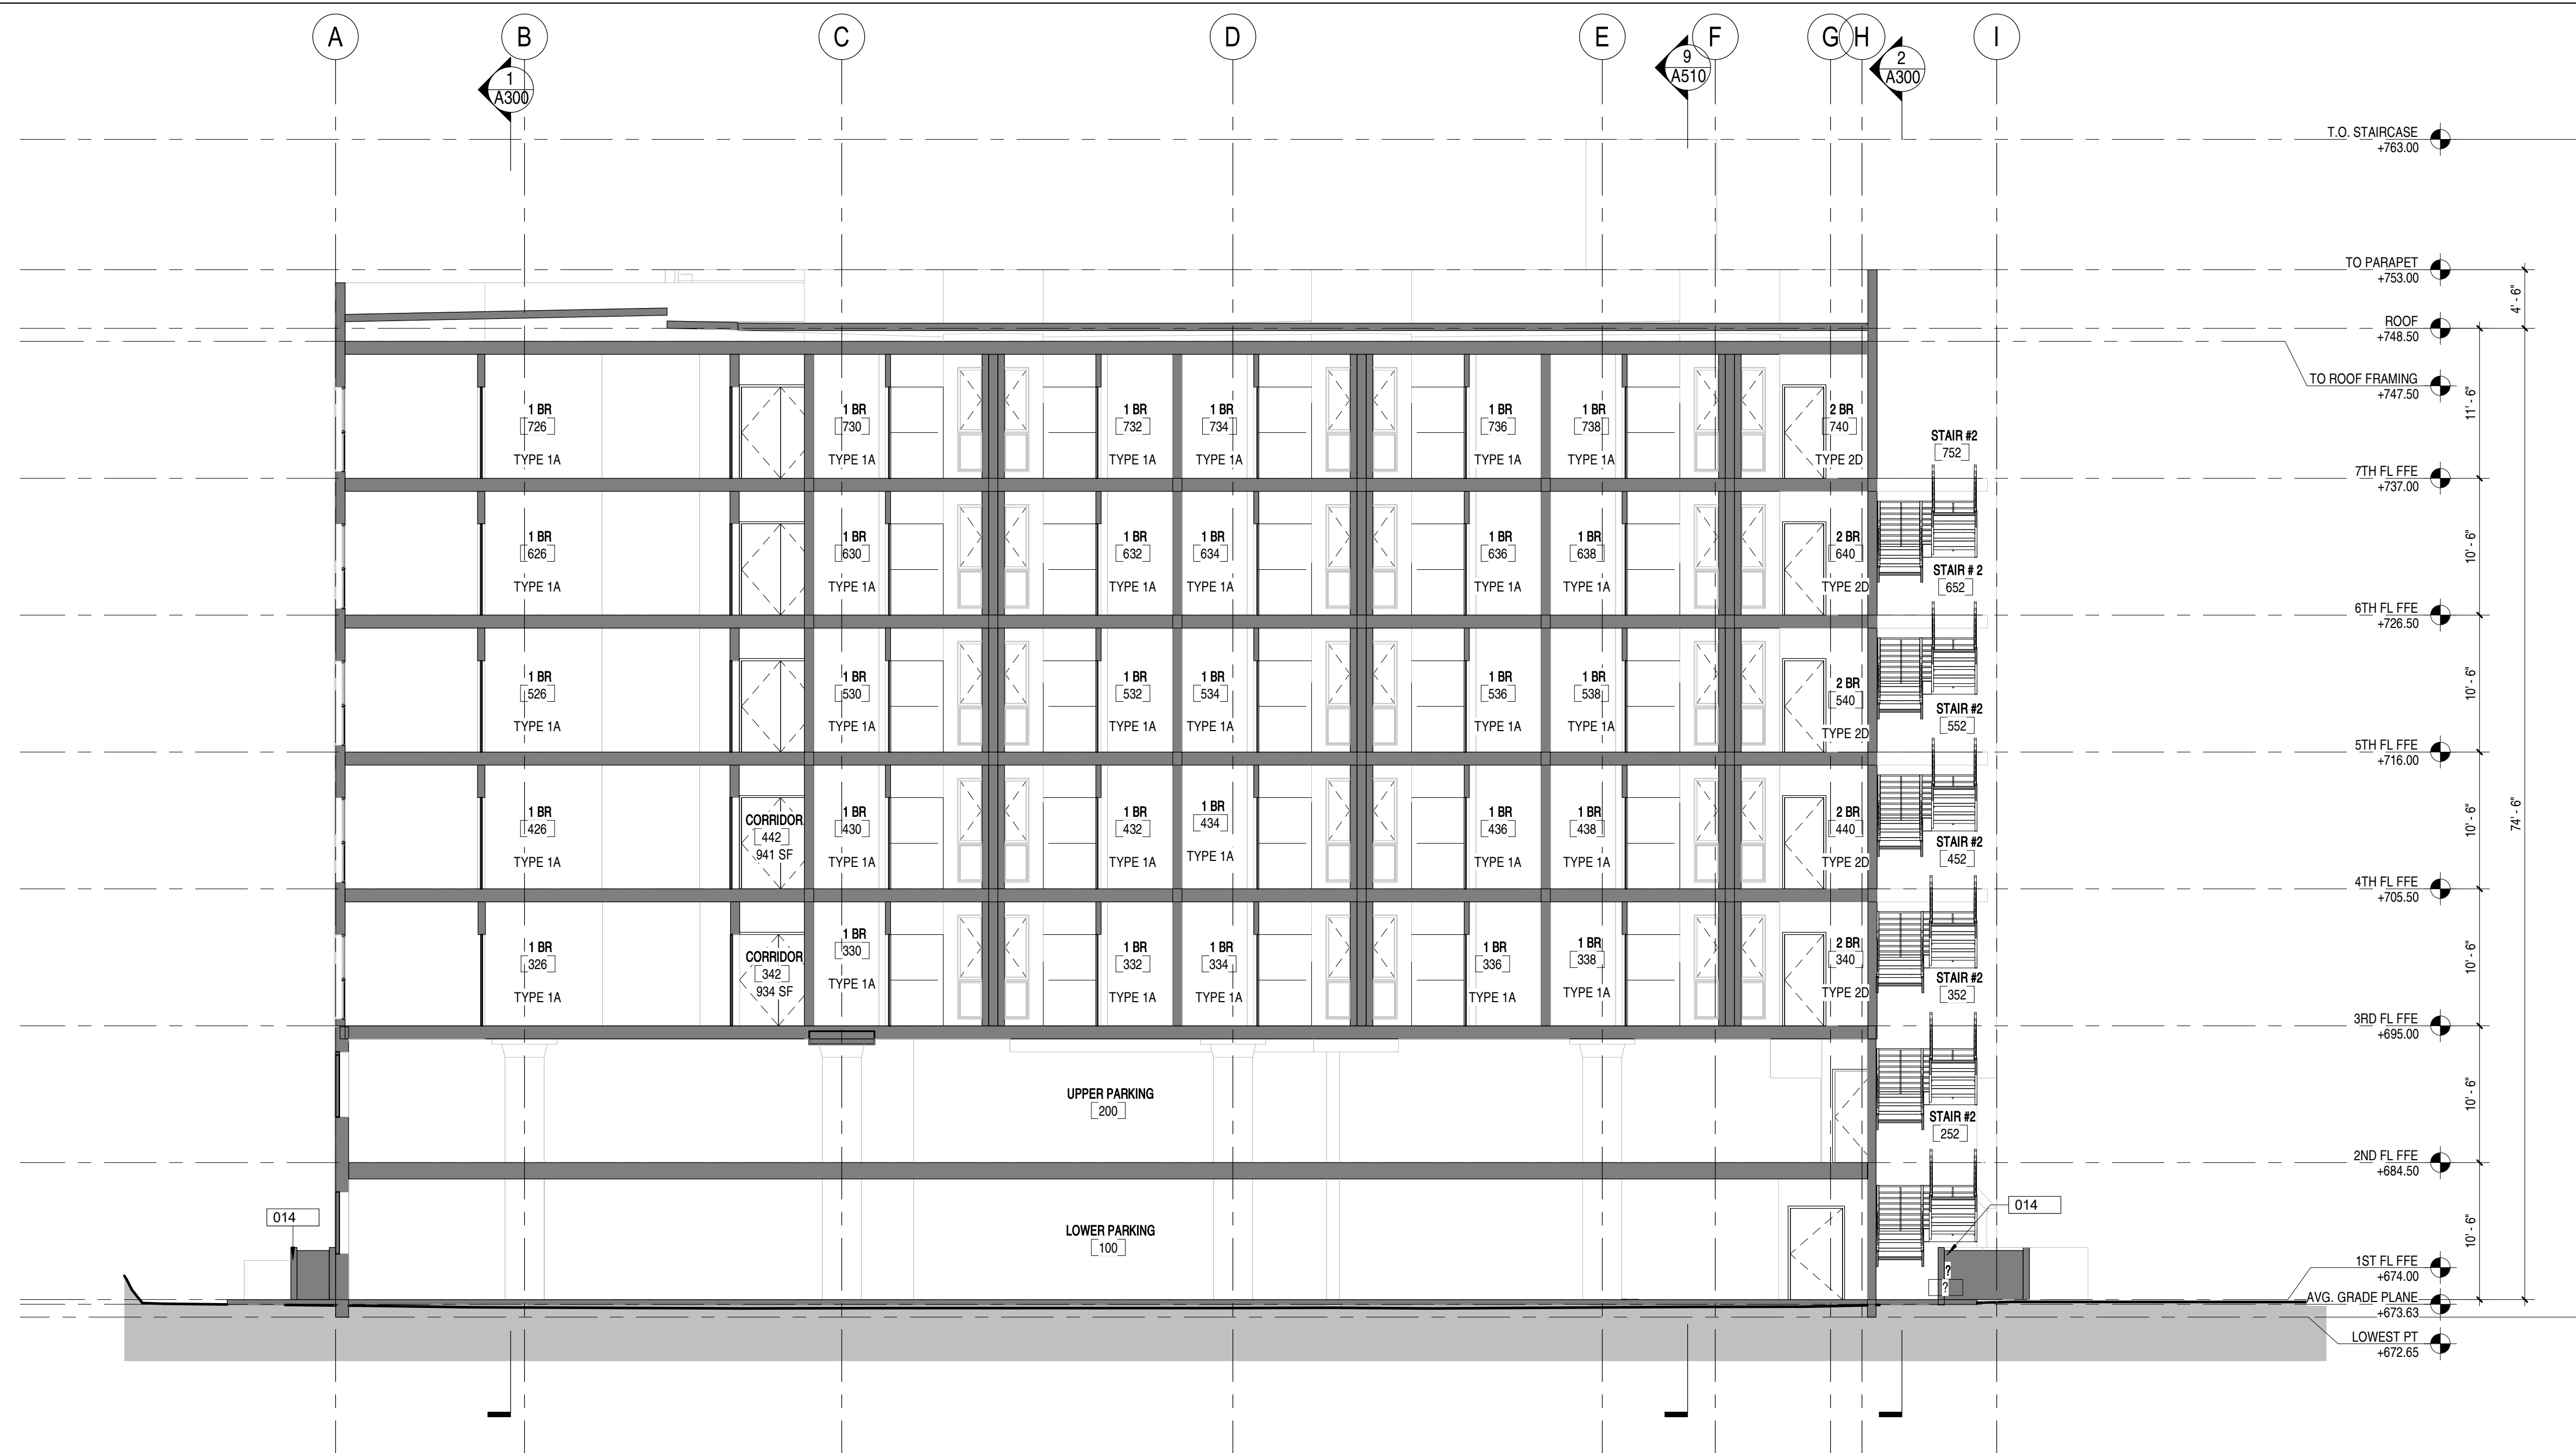 A B C D E F G H I
1
A300
9
A510
2
A300
T.O. STAIRCASE
+763.00
TO PARAPET
+753.00
4' - 6"
ROOF
+748.50
TO ROOF FRAMING
+747.50
11' - 6"
1 BR 1 BR 1 BR 1 BR 1 BR 1 BR 2 BR
726 730 732 734 736 738 740
TYPE 1A TYPE 1A TYPE 1A TYPE 1A TYPE 1A TYPE 1A TYPE 2D
STAIR #2
752
7TH FL FFE
+737.00
10' - 6"
1 BR 1 BR 1 BR 1 BR 1 BR 1 BR 2 BR
626 630 632 634 636 638 640
TYPE 1A TYPE 1A TYPE 1A TYPE 1A TYPE 1A TYPE 1A TYPE 2D
STAIR # 2
652
6TH FL FFE
+726.50
10' - 6"
1 BR 1 BR 1 BR 1 BR 1 BR 1 BR 2 BR
526 530 532 534 536 538 540
TYPE 1A TYPE 1A TYPE 1A TYPE 1A TYPE 1A TYPE 1A TYPE 2D
STAIR #2
552
5TH FL FFE
+716.00
10' - 6"
74' - 6"
1 BR CORRIDOR 1 BR 1 BR 1 BR 1 BR 1 BR 2 BR
426 442 430 432 434 436 438 440
941 SF
TYPE 1A TYPE 1A TYPE 1A TYPE 1A TYPE 1A TYPE 1A TYPE 2D
STAIR #2
452
4TH FL FFE
+705.50
10' - 6"
1 BR CORRIDOR 1 BR 1 BR 1 BR 1 BR 1 BR 2 BR
326 342 330 332 334 336 338 340
934 SF
TYPE 1A TYPE 1A TYPE 1A TYPE 1A TYPE 1A TYPE 1A TYPE 2D
STAIR #2
352
3RD FL FFE
+695.00
10' - 6"
UPPER PARKING
200
STAIR #2
252
2ND FL FFE
+684.50
10' - 6"
014
LOWER PARKING
100
014
?
?
1ST FL FFE
+674.00
AVG. GRADE PLANE
+673.63
LOWEST PT
+672.65